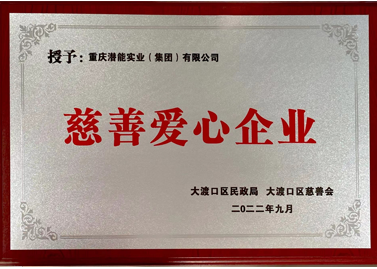 授予：重庆潜能实业（集团）有限公司
慈善爱心企业
大渡口区民政局 大渡口区慈善会
二0二二年九月